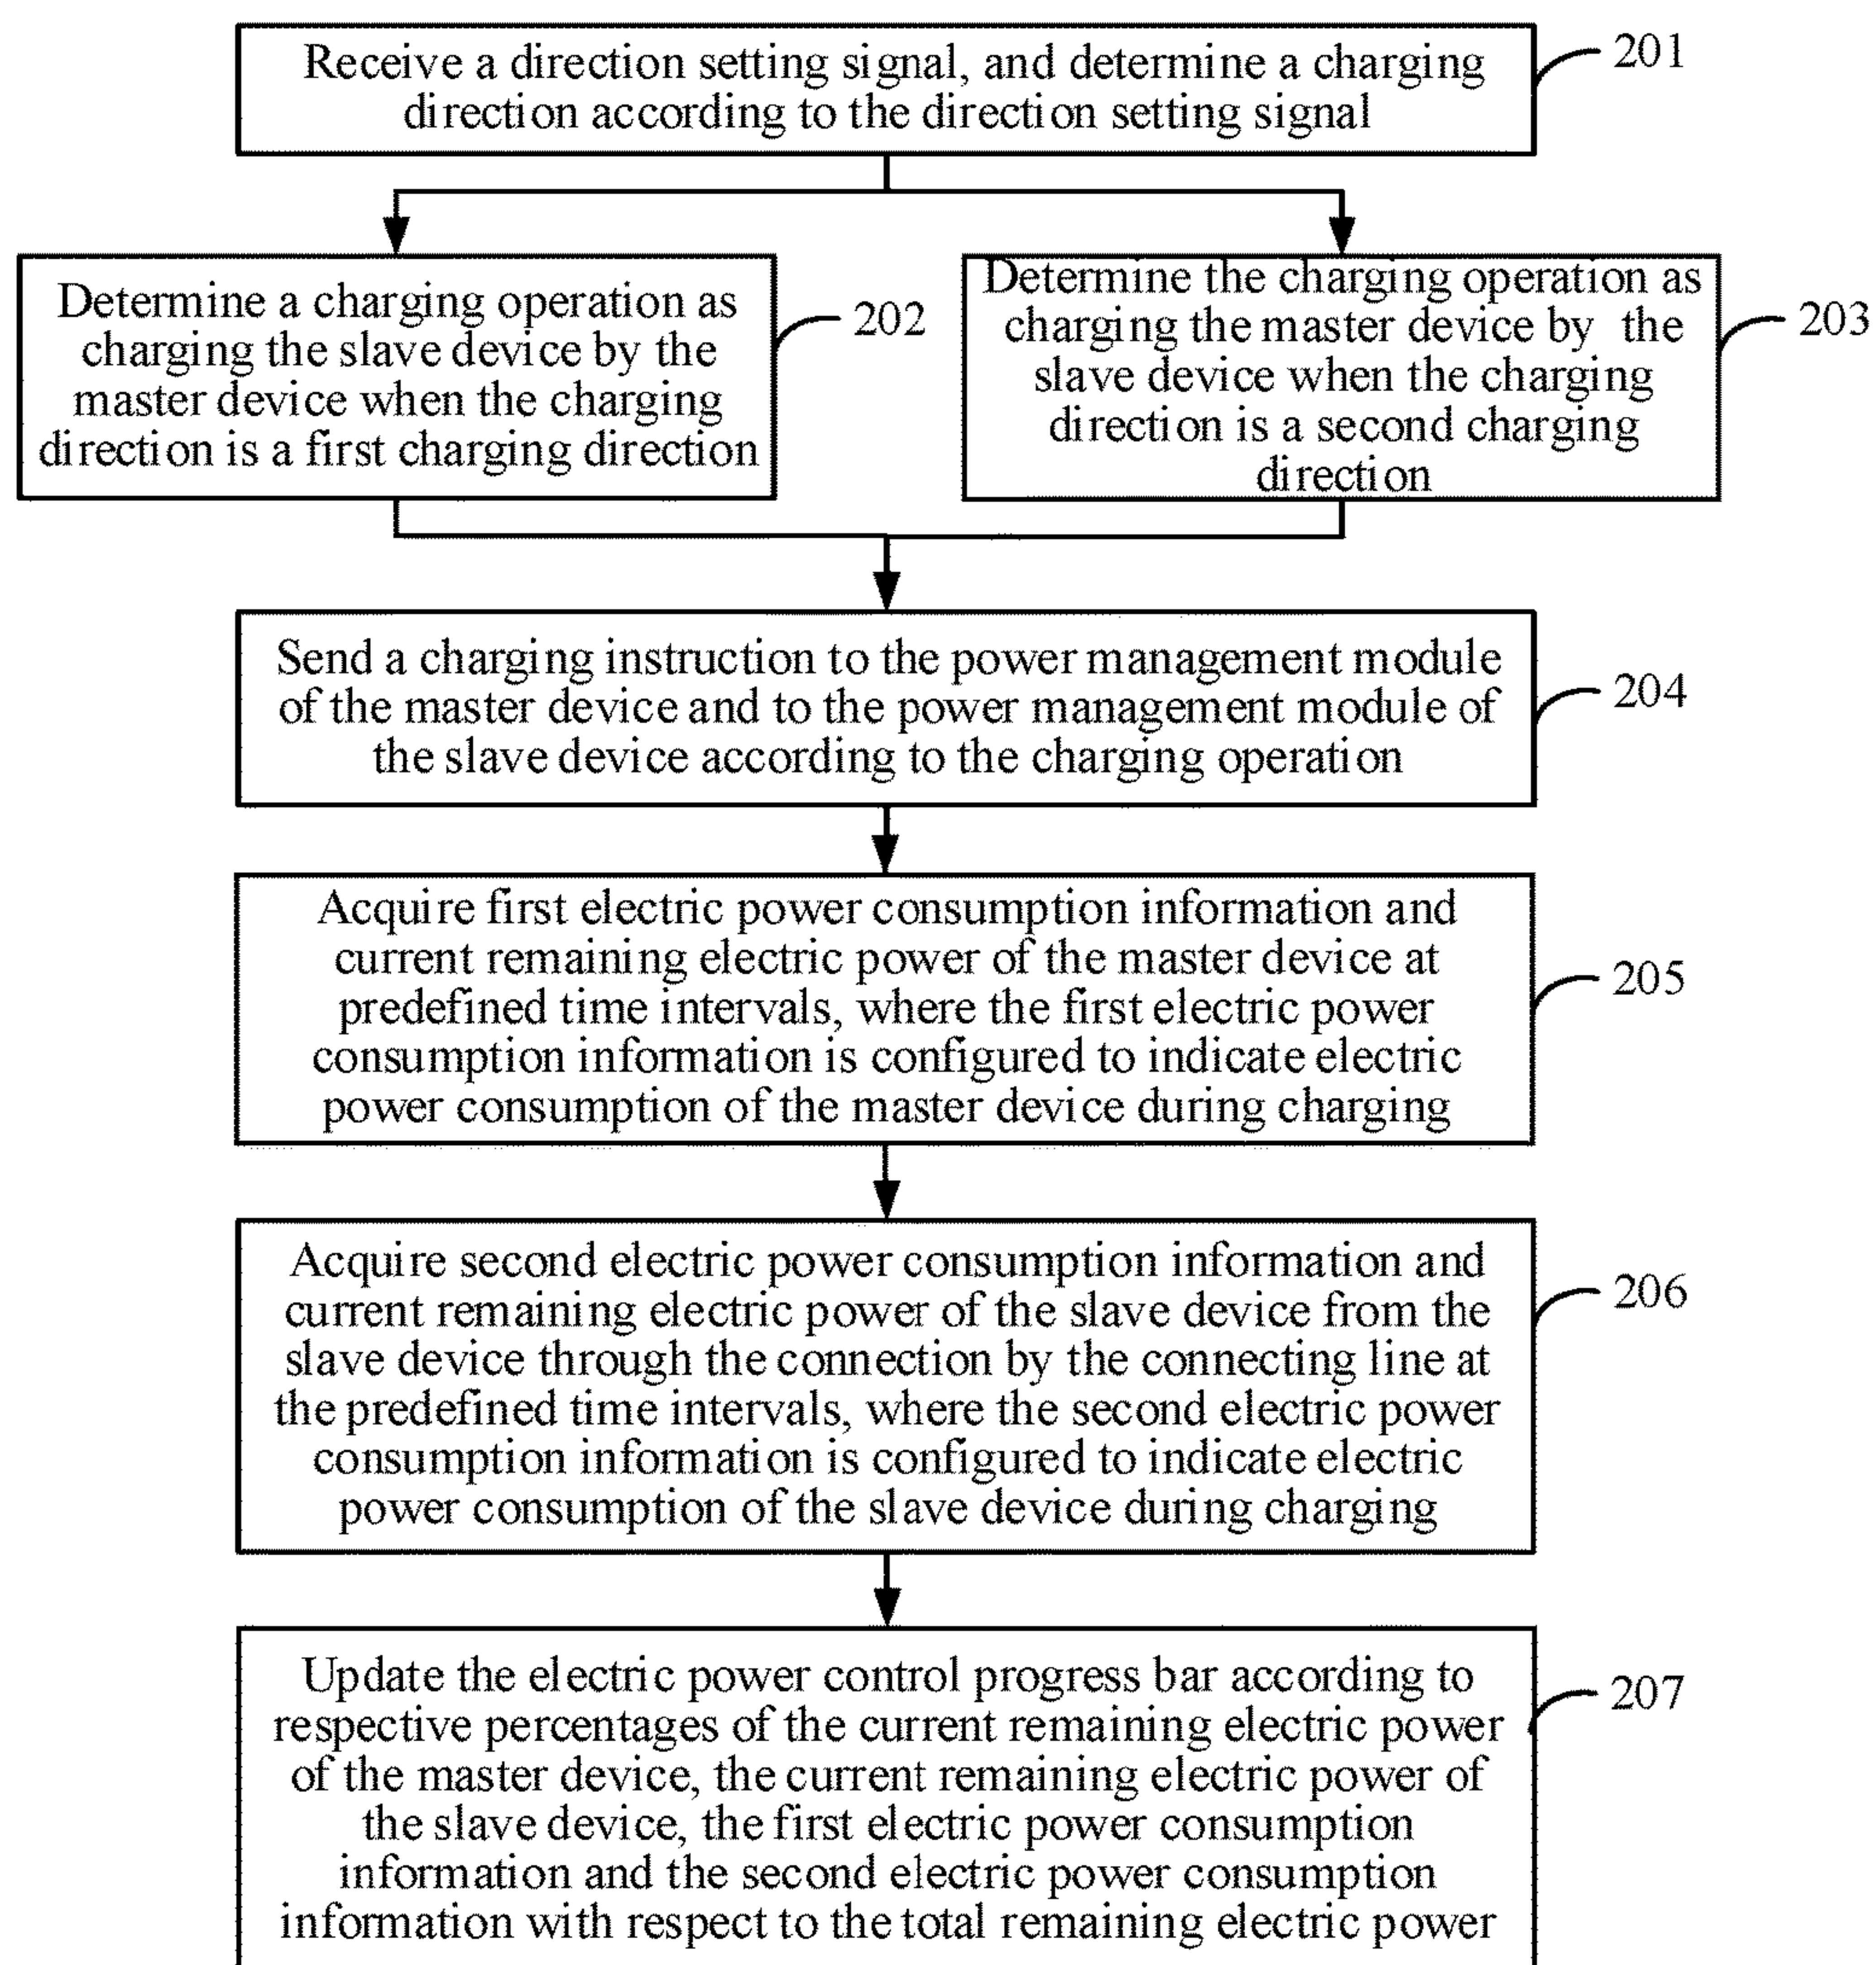 Receive a direction setting signal, and determine a charging
direction according to the direction setting signal
201
Determine a charging operation as
charging the slave device by the
master device when the charging
direction is a first charging direction
202
Determine the charging operation as
charging the master device by the
slave device when the charging
direction is a second charging
direction
203
Send a charging instruction to the power management module
of the master device and to the power management module of
the slave device according to the charging operation
204
Acquire first electric power consumption information and
current remaining electric power of the master device at
predefined time intervals, where the first electric power
consumption information is configured to indicate electric
power consumption of the master device during charging
205
Acquire second electric power consumption information and
current remaining electric power of the slave device from the
slave device through the connection by the connecting line at
the predefined time intervals, where the second electric power
consumption information is configured to indicate electric
power consumption of the slave device during charging
206
Update the electric power control progress bar according to
respective percentages of the current remaining electric power
of the master device, the current remaining electric power of
the slave device, the first electric power consumption
information and the second electric power consumption
information with respect to the total remaining electric power
207